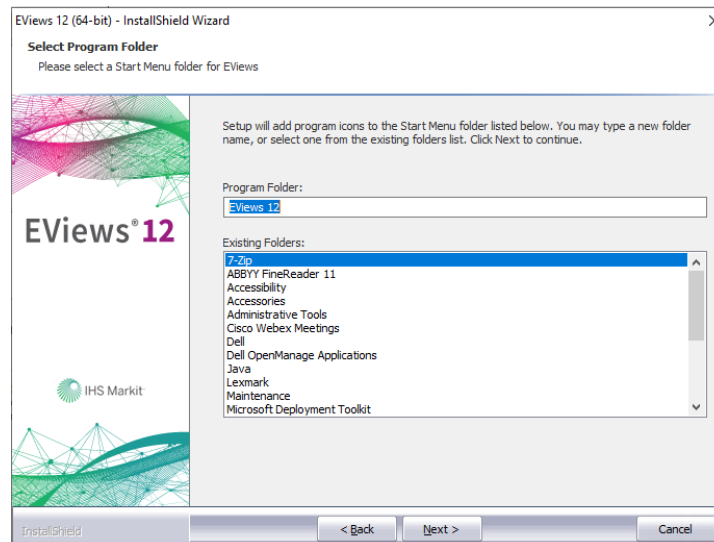 EViews 12 (64-bit) - InstallShield Wizard
Select Program Folder
Please select a Start Menu folder for EViews
Setup will add program icons to the Start Menu folder listed below. You may type a new folder
name, or select one from the existing folders list. Click Next to continue.
Program Folder:
EViews 12
Existing Folders:
7-Zip
ABBYY FineReader 11
Accessibility
Accessories
Administrative Tools
Cisco Webex Meetings
Dell
Dell OpenManage Applications
Java
Lexmark
Maintenance
Microsoft Deployment Toolkit
EViews® 12
IHS Markit
InstallShield
< Back
Next >
Cancel